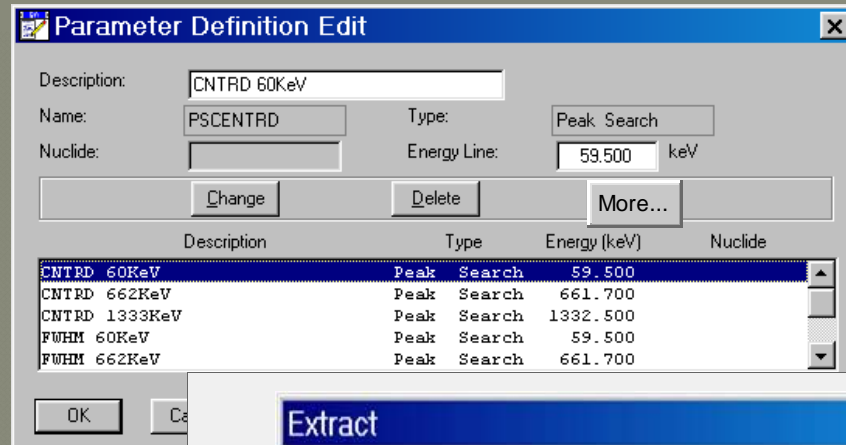 Parameter Definition Edit
Description: CNTRD 60KeV
Name: PSCENTRD Type: Peak Search
Nuclide: Energy Line: 59.500 keV
Change Delete More...
Description Type Energy (keV) Nuclide
CNTRD 60KeV Peak Search 59.500
CNTRD 662KeV Peak Search 661.700
CNTRD 1333KeV Peak Search 1332.500
FWHM 60KeV Peak Search 59.500
FWHM 662KeV Peak Search 661.700
OK Ca
Extract